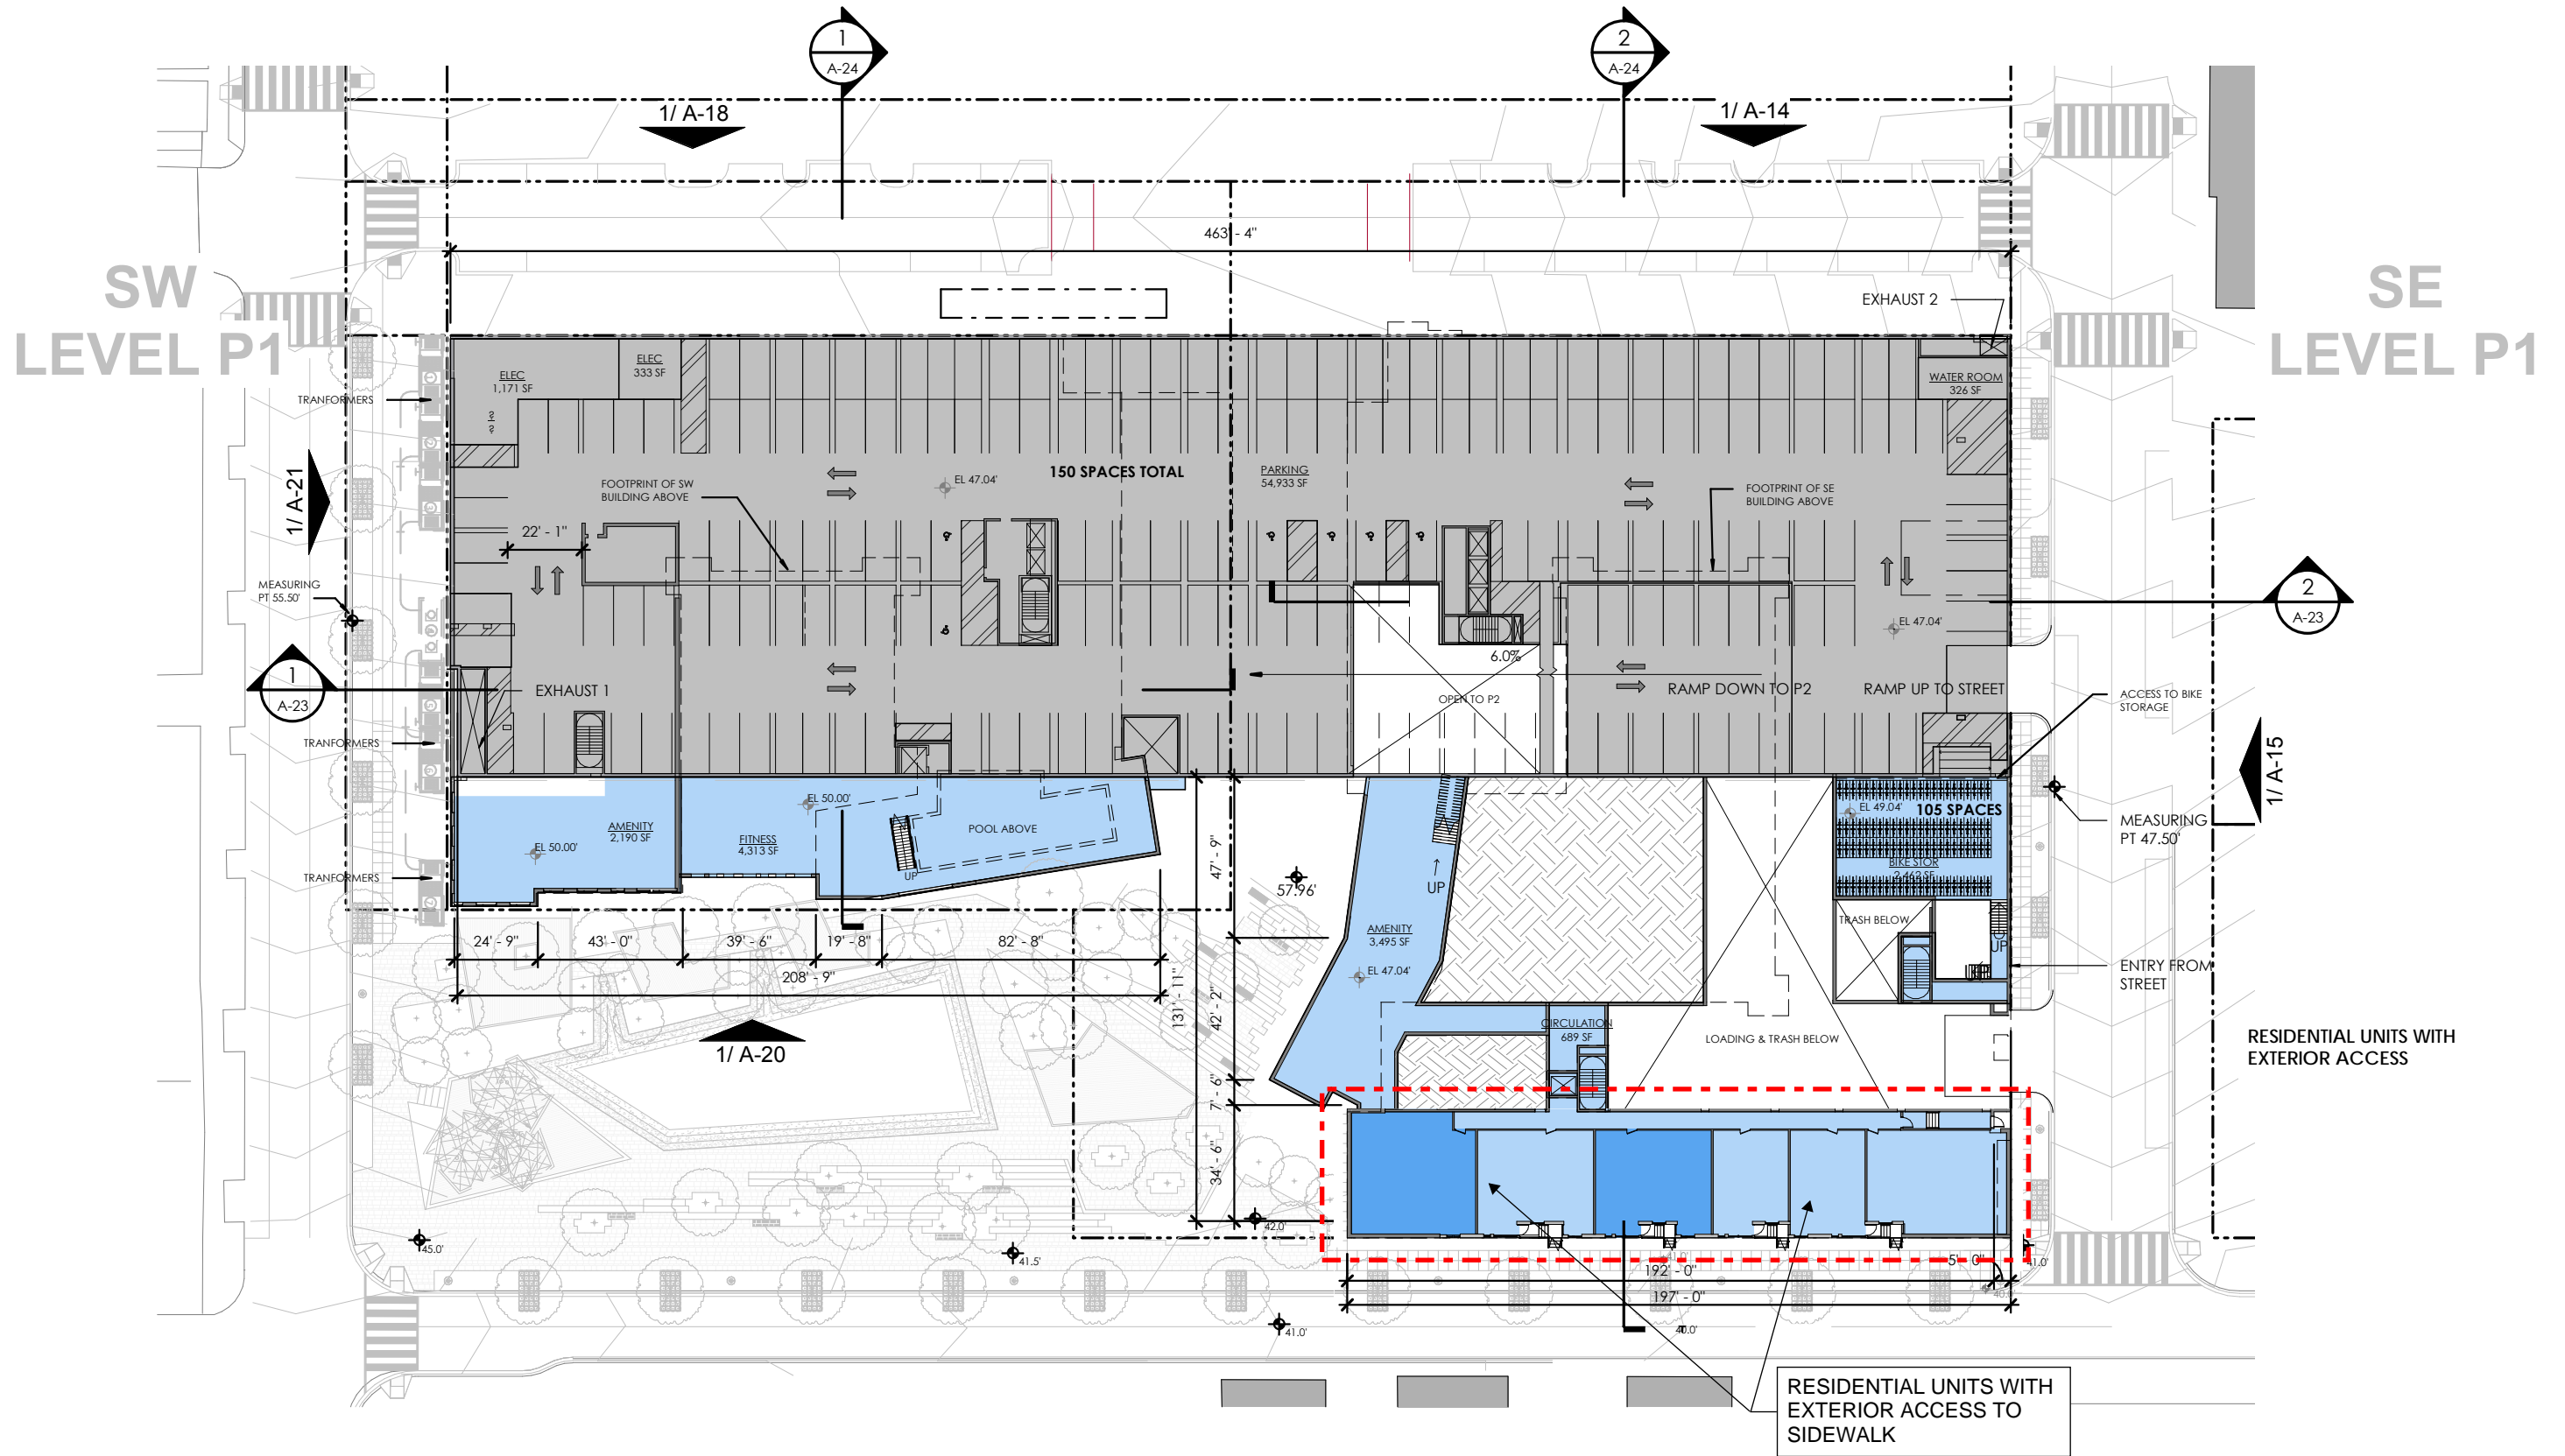 1
A-24
2
A-24
1/ A-18
1/ A-14
463' - 4"
SW
LEVEL P1
SE
LEVEL P1
EXHAUST 2
ELEC
333 SF
ELEC
1,171 SF
WATER ROOM
326 SF
TRANFORMERS
1/ A-21
150 SPACES TOTAL
PARKING
54,933 SF
EL 47.04'
FOOTPRINT OF SW
BUILDING ABOVE
FOOTPRINT OF SE
BUILDING ABOVE
22' - 1"
MEASURING
PT 55.50'
2
A-23
EL 47.04'
6.0%
1
A-23
EXHAUST 1
OPEN TO P2
RAMP DOWN TO P2
RAMP UP TO STREET
ACCESS TO BIKE
STORAGE
TRANFORMERS
1/ A-15
EL 50.00'
EL 49.04'
105 SPACES
AMENITY
2,190 SF
FITNESS
4,313 SF
POOL ABOVE
MEASURING
PT 47.50'
EL 50.00'
47' - 9"
BIKE STOR
2,462 SF
TRANFORMERS
UP
57.96'
UP
TRASH BELOW
24' - 9"
43' - 0"
39' - 6"
19' - 8"
82' - 8"
AMENITY
3,495 SF
UP
ENTRY FROM
STREET
208' - 9"
EL 47.04'
131' - 11"
42' - 2"
CIRCULATION
689 SF
LOADING & TRASH BELOW
RESIDENTIAL UNITS WITH
EXTERIOR ACCESS
1/ A-20
7' - 6"
34' - 6"
42.0'
45.0'
41.5'
41.0'
5' - 0"
41.0'
192' - 0"
197' - 0"
40.0'
41.0'
40.0'
RESIDENTIAL UNITS WITH
EXTERIOR ACCESS TO
SIDEWALK